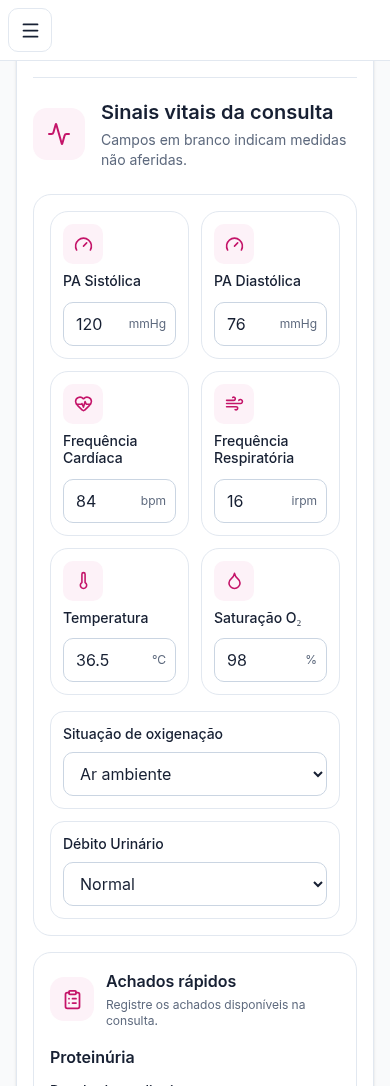 Sinais vitais da consulta
Campos em branco indicam medidas
não aferidas.
PA Sistólica
120 mmHg
PA Diastólica
76 mmHg
Frequência
Cardíaca
84 bpm
Frequência
Respiratória
16 irpm
Temperatura
36.5 °C
Saturação O₂
98 %
Situação de oxigenação
Ar ambiente
Débito Urinário
Normal
Achados rápidos
Registre os achados disponíveis na
consulta.
Proteinúria